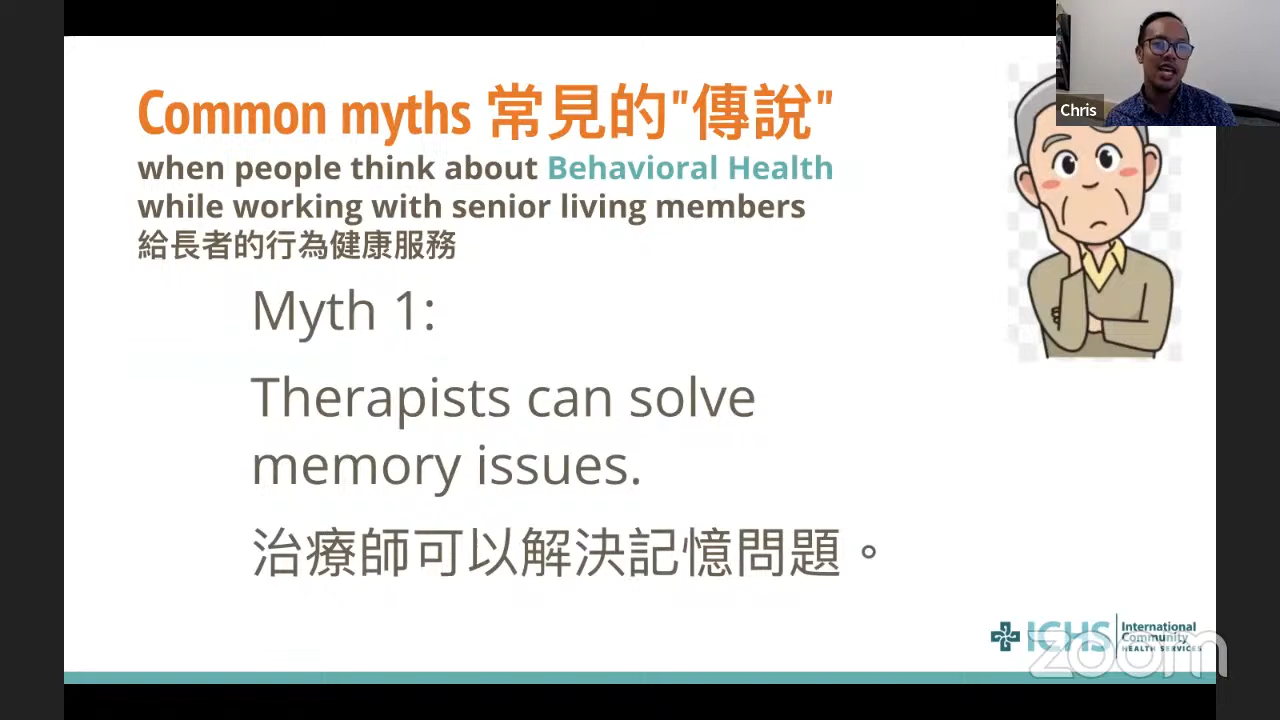 Common myths 常見的"傳說"
when people think about Behavioral Health
while working with senior living members
給長者的行為健康服務
Myth 1:
Therapists can solve
memory issues.
治療師可以解決記憶問題。
Chris
ICHS
International
Community
HEALTH SERVICES
zoom